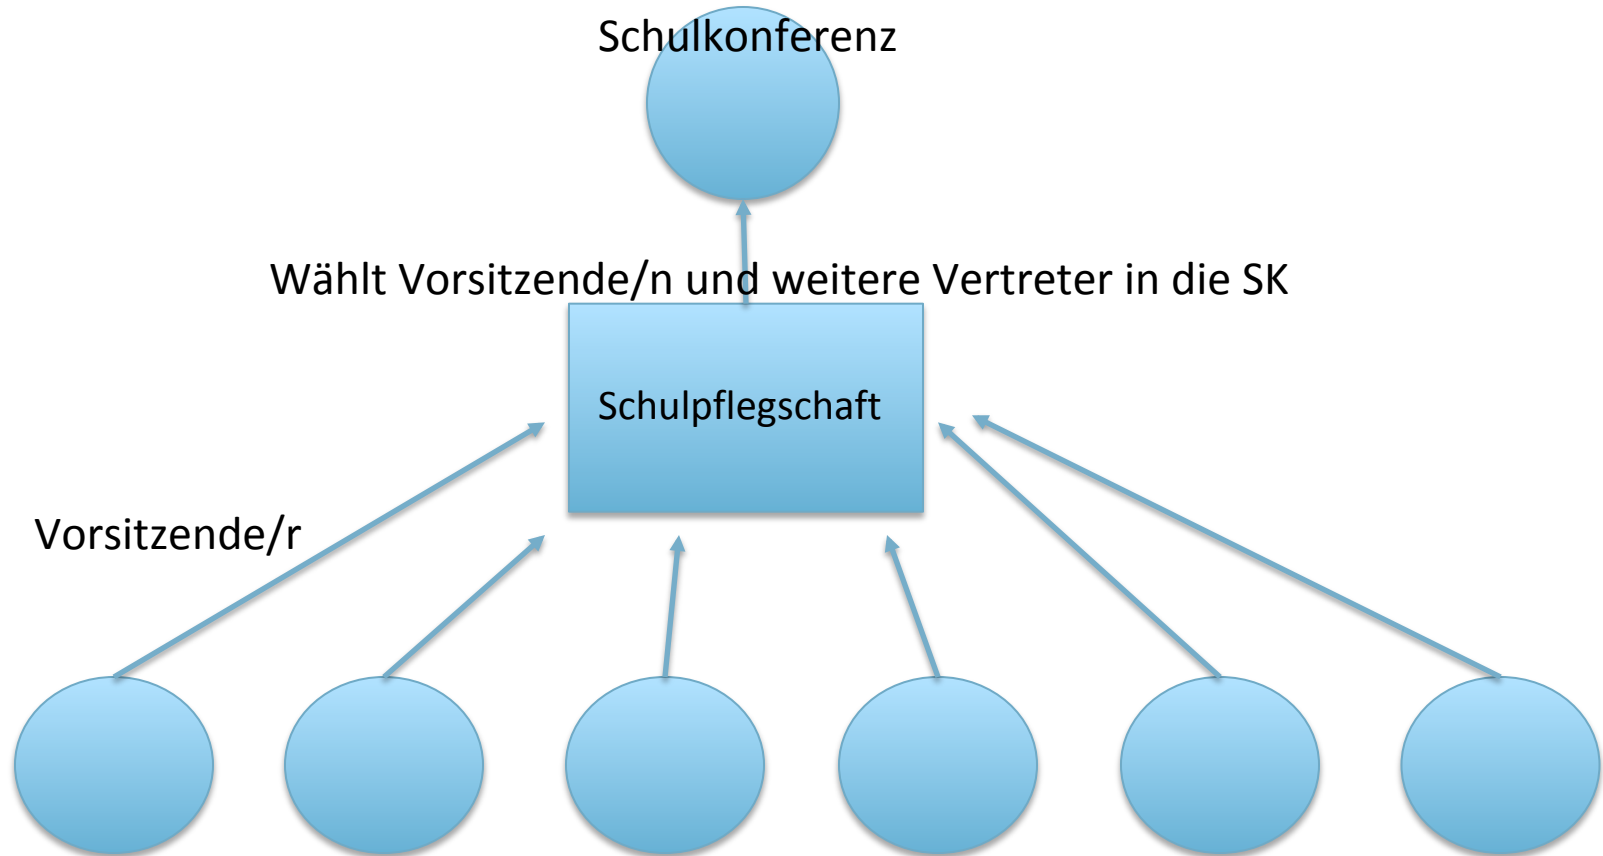 Schulkonferenz
Wählt Vorsitzende/n und weitere Vertreter in die SK
Schulpflegschaft
Vorsitzende/r